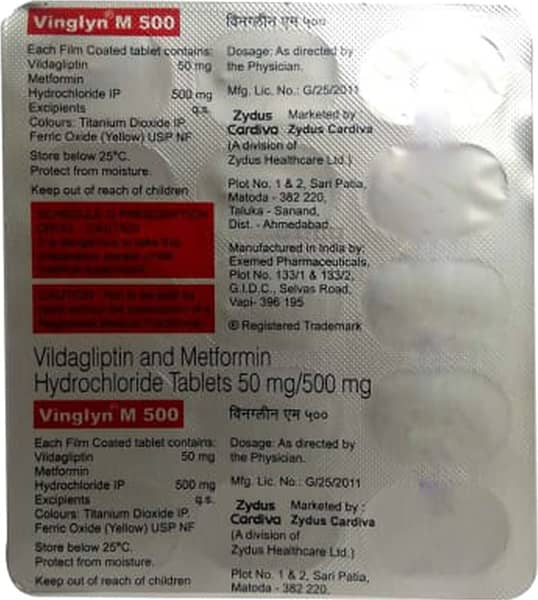 Vinglyn® M 500
Each Film Coated tablet contains:
Vildagliptin 50 mg
Metformin
Hydrochloride IP 500 mg
Excipients q.s.
Colours: Titanium Dioxide IP.
Ferric Oxide (Yellow) USP NF
Store below 25°C.
Protect from moisture.
Keep out of reach of children
SCHEDULE G PRESCRIPTION
DRUG - CAUTION
विनग्लीन एम ५००
Dosage: As directed by
the Physician.
Mfg. Lic. No.: G/25/2011
Zydus Marketed by
Cardiva Zydus Cardiva
(A division of
Zydus Healthcare Ltd.)
Plot No. 1 & 2, Sari Patia,
Matoda - 382 220,
Taluka - Sanand,
Dist. - Ahmedabad.
Manufactured in India by:
Exemed Pharmaceuticals,
Plot No. 133/1 & 133/2,
G.I.D.C., Selvas Road,
Vapi- 396 195
® Registered Trademark
Vildagliptin and Metformin
Hydrochloride Tablets 50 mg/500 mg
Vinglyn® M 500
Each Film Coated tablet contains:
Vildagliptin 50 mg
Metformin
Hydrochloride IP 500 mg
Excipients q.s.
Colours: Titanium Dioxide IP.
Ferric Oxide (Yellow) USP NF
Store below 25°C.
Protect from moisture.
Keep out of reach of children
विनग्लीन एम ५००
Dosage: As directed by
the Physician.
Mfg. Lic. No.: G/25/2011
Zydus Marketed by :
Cardiva Zydus Cardiva
(A division of
Zydus Healthcare Ltd.)
Plot No. 1 & 2, Sari Patia,
Matoda - 382 220,